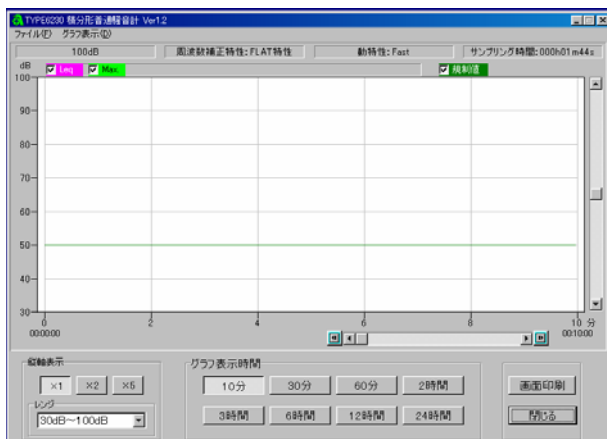 TYPE6230 積分形普通騒音計 Ver1.2
ファイル(F) グラフ表示(D)
100dB 周波数補正特性:FLAT特性 動特性:Fast サンプリング時間:000h01m44s
dB Leq Max. 規制値
100
90
80
70
60
50
40
30
0 2 4 6 8 10 分
00:00:00 00:10:00
縦軸表示
×1 ×2 ×5
レンジ
30dB～100dB
グラフ表示時間
10分 30分 60分 2時間
3時間 6時間 12時間 24時間
画面印刷
閉じる